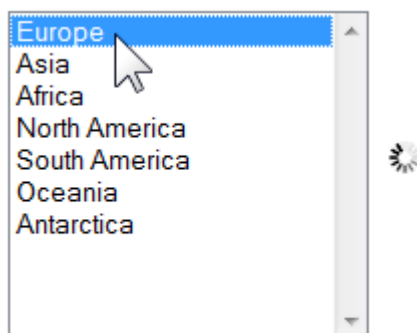 Europe
Asia
Africa
North America
South America
Oceania
Antarctica